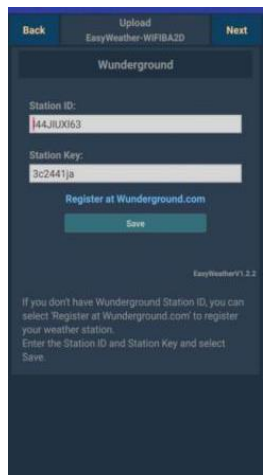 Back
Upload
EasyWeather-WIFIBA2D
Next
Wunderground
Station ID:
I44JIUXI63
Station Key:
3c2441ja
Register at Wunderground.com
Save
EasyWeatherV1.2.2
If you don't have Wunderground Station ID, you can
select 'Register at Wunderground.com' to register
your weather station.
Enter the Station ID and Station Key and select
Save.